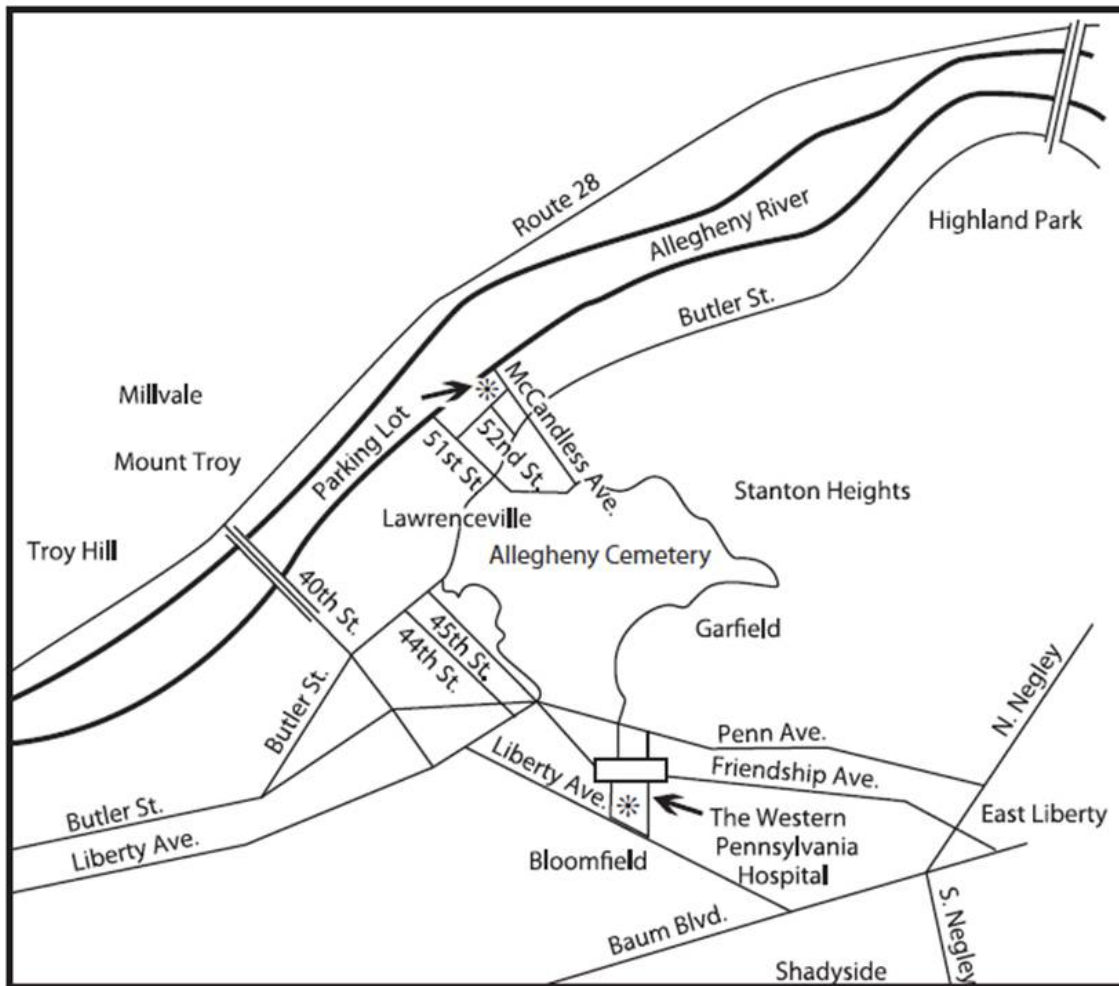 Route 28
Allegheny River
Highland Park
Butler St.
McCandless Ave.
Millvale
Parking Lot
Mount Troy
52nd St.
51st St
Stanton Heights
Lawrenceville
Allegheny Cemetery
Troy Hill
40th St.
45th St.
44th St.
Garfield
Butler St.
N. Negley
Penn Ave.
Liberty Ave.
Friendship Ave.
Butler St.
Liberty Ave.
East Liberty
The Western
Pennsylvania
Hospital
Bloomfield
Baum Blvd.
S. Negley
Shadyside